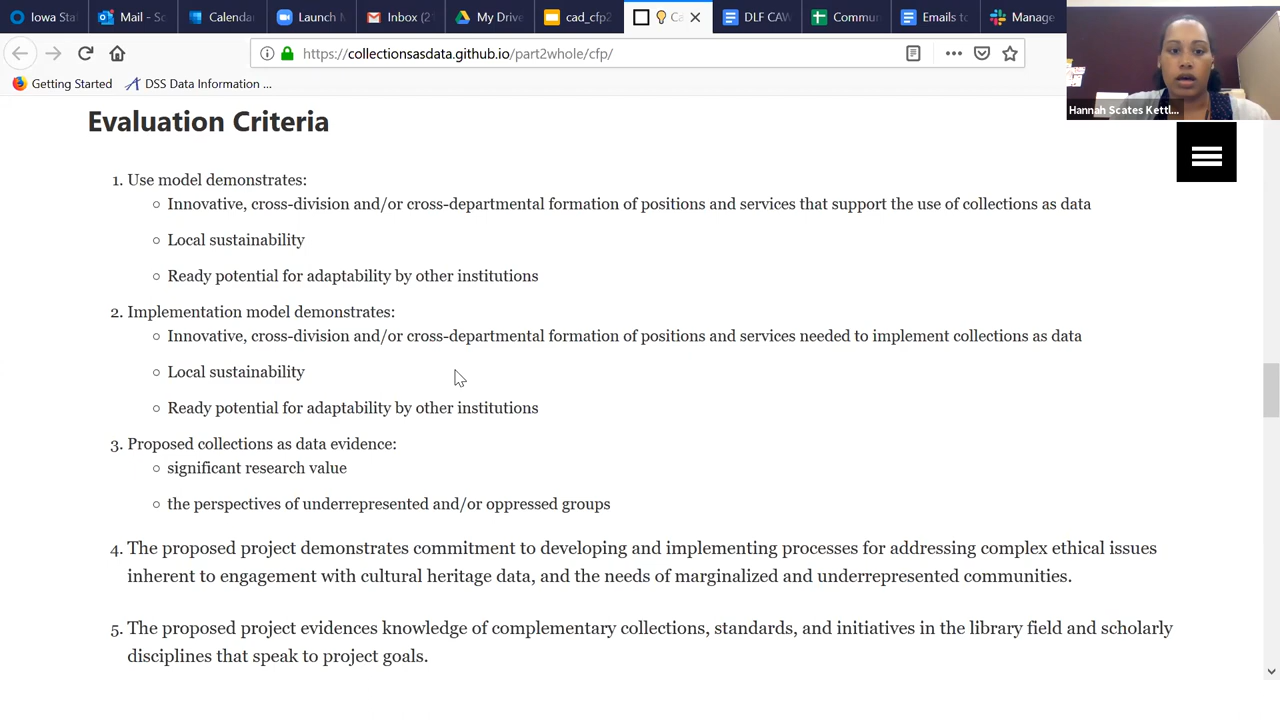 Iowa Sta
Mail - Sc
Calenda
Launch
Inbox (2
My Drive
cad_cfp2
DLF CAW
Commun
Emails to
Manage
https://collectionsasdata.github.io/part2whole/cfp/
Getting Started
DSS Data Information ...
Hannah Scates Kettl...
Evaluation Criteria
1. Use model demonstrates:
Innovative, cross-division and/or cross-departmental formation of positions and services that support the use of collections as data
Local sustainability
Ready potential for adaptability by other institutions
2. Implementation model demonstrates:
Innovative, cross-division and/or cross-departmental formation of positions and services needed to implement collections as data
Local sustainability
Ready potential for adaptability by other institutions
3. Proposed collections as data evidence:
significant research value
the perspectives of underrepresented and/or oppressed groups
4. The proposed project demonstrates commitment to developing and implementing processes for addressing complex ethical issues
inherent to engagement with cultural heritage data, and the needs of marginalized and underrepresented communities.
5. The proposed project evidences knowledge of complementary collections, standards, and initiatives in the library field and scholarly
disciplines that speak to project goals.